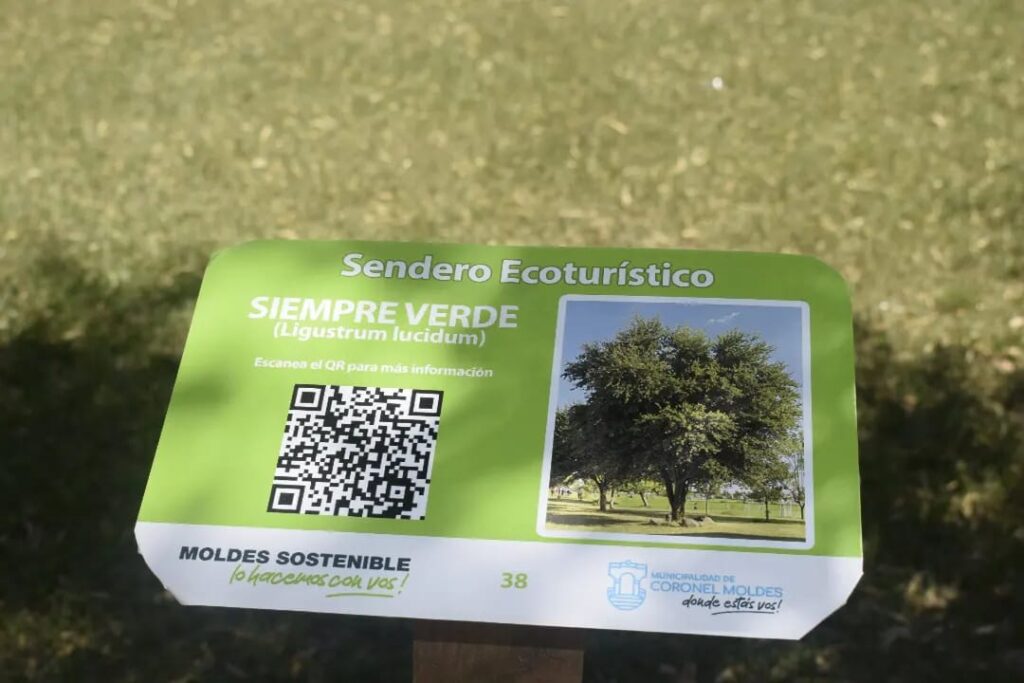 Sendero Ecoturístico
SIEMPRE VERDE
(Ligustrum lucidum)
Escanea el QR para más información
MOLDES SOSTENIBLE
lo hacemos con vos!
38
MUNICIPALIDAD DE
CORONEL MOLDES
donde estás vos!